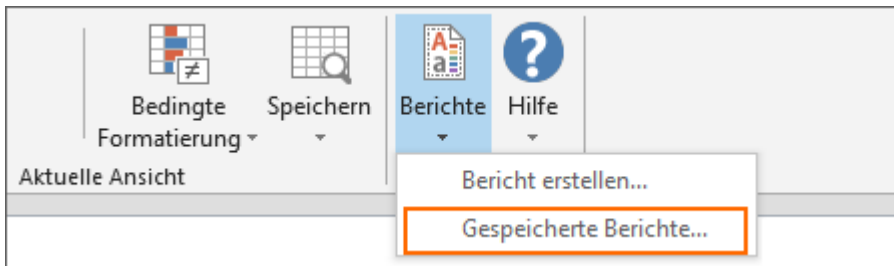 Bedingte Formatierung
Speichern
Berichte
Hilfe
Aktuelle Ansicht
Bericht erstellen...
Gespeicherte Berichte...